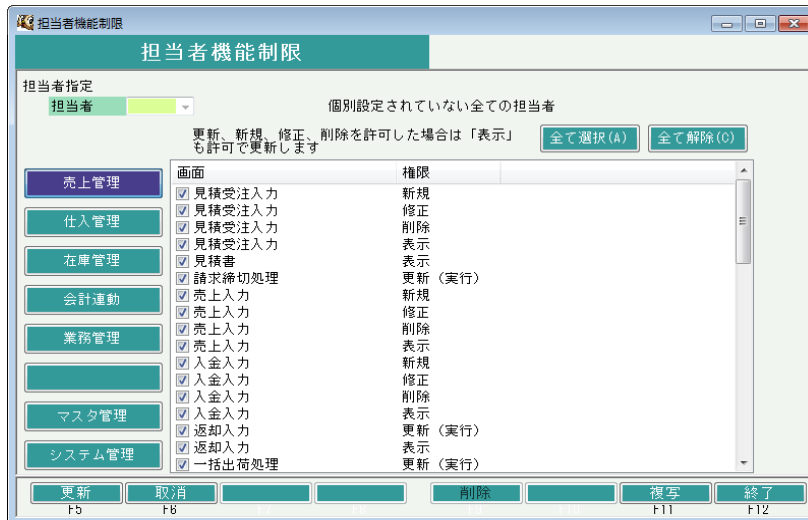 担当者機能制限
担当者機能制限
担当者指定
担当者
個別設定されていない全ての担当者
更新、新規、修正、削除を許可した場合は「表示」
も許可で更新します
全て選択(A)
全て解除(C)
売上管理
仕入管理
在庫管理
会計連動
業務管理
マスタ管理
システム管理
画面 権限
見積受注入力 新規
見積受注入力 修正
見積受注入力 削除
見積受注入力 表示
見積書 表示
請求締切処理 更新（実行）
売上入力 新規
売上入力 修正
売上入力 削除
売上入力 表示
入金入力 新規
入金入力 修正
入金入力 削除
入金入力 表示
返却入力 更新（実行）
返却入力 表示
一括出荷処理 更新（実行）
更新 取消 削除 複写 終了
F5 F6 F7 F8 F9 F10 F11 F12